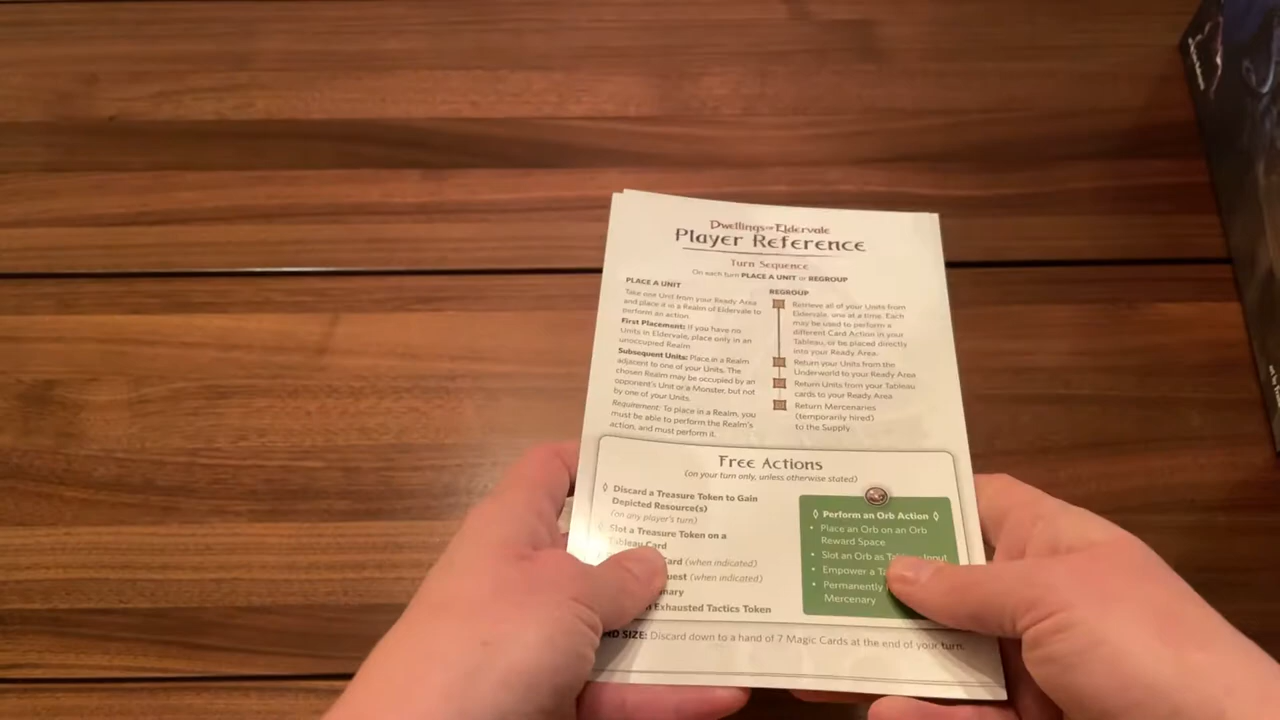 Dwellings of Eldervale
Player Reference
Turn Sequence
On each turn PLACE A UNIT or REGROUP
PLACE A UNIT
Take one Unit from your Ready Area
and place it in a Realm of Eldervale to
perform an action.
First Placement: If you have no
Units in Eldervale, place only in an
unoccupied Realm
Subsequent Units: Place in a Realm
adjacent to one of your Units. The
chosen Realm may be occupied by an
opponent's Unit or a Monster, but not
by one of your Units.
Requirement: To place in a Realm, you
must be able to perform the Realm's
action, and must perform it.
REGROUP
Retrieve all of your Units from
Eldervale, one at a time. Each
may be used to perform a
different Card Action in your
Tableau, or be placed directly
into your Ready Area.
Return your Units from the
Underworld to your Ready Area
Return Units from your Tableau
cards to your Ready Area
Return Mercenaries
(temporarily hired)
to the Supply
Free Actions
(on your turn only, unless otherwise stated)
Discard a Treasure Token to Gain
Depicted Resource(s)
(on any player's turn)
Slot a Treasure Token on a
Tableau Card
Card (when indicated)
(when indicated)
Exhausted Tactics Token
Perform an Orb Action
• Place an Orb on an Orb
Reward Space
• Slot an Orb as Input
• Empower a
• Permanently
Mercenary
SIZE: Discard down to a hand of 7 Magic Cards at the end of your turn.